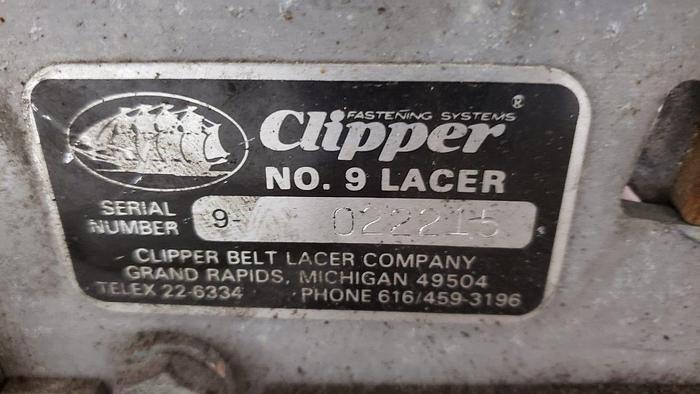 FASTENING SYSTEMS ®
Clipper
NO. 9 LACER
SERIAL NUMBER 9- 022215
CLIPPER BELT LACER COMPANY
GRAND RAPIDS, MICHIGAN 49504
TELEX 22-6334 PHONE 616/459-3196